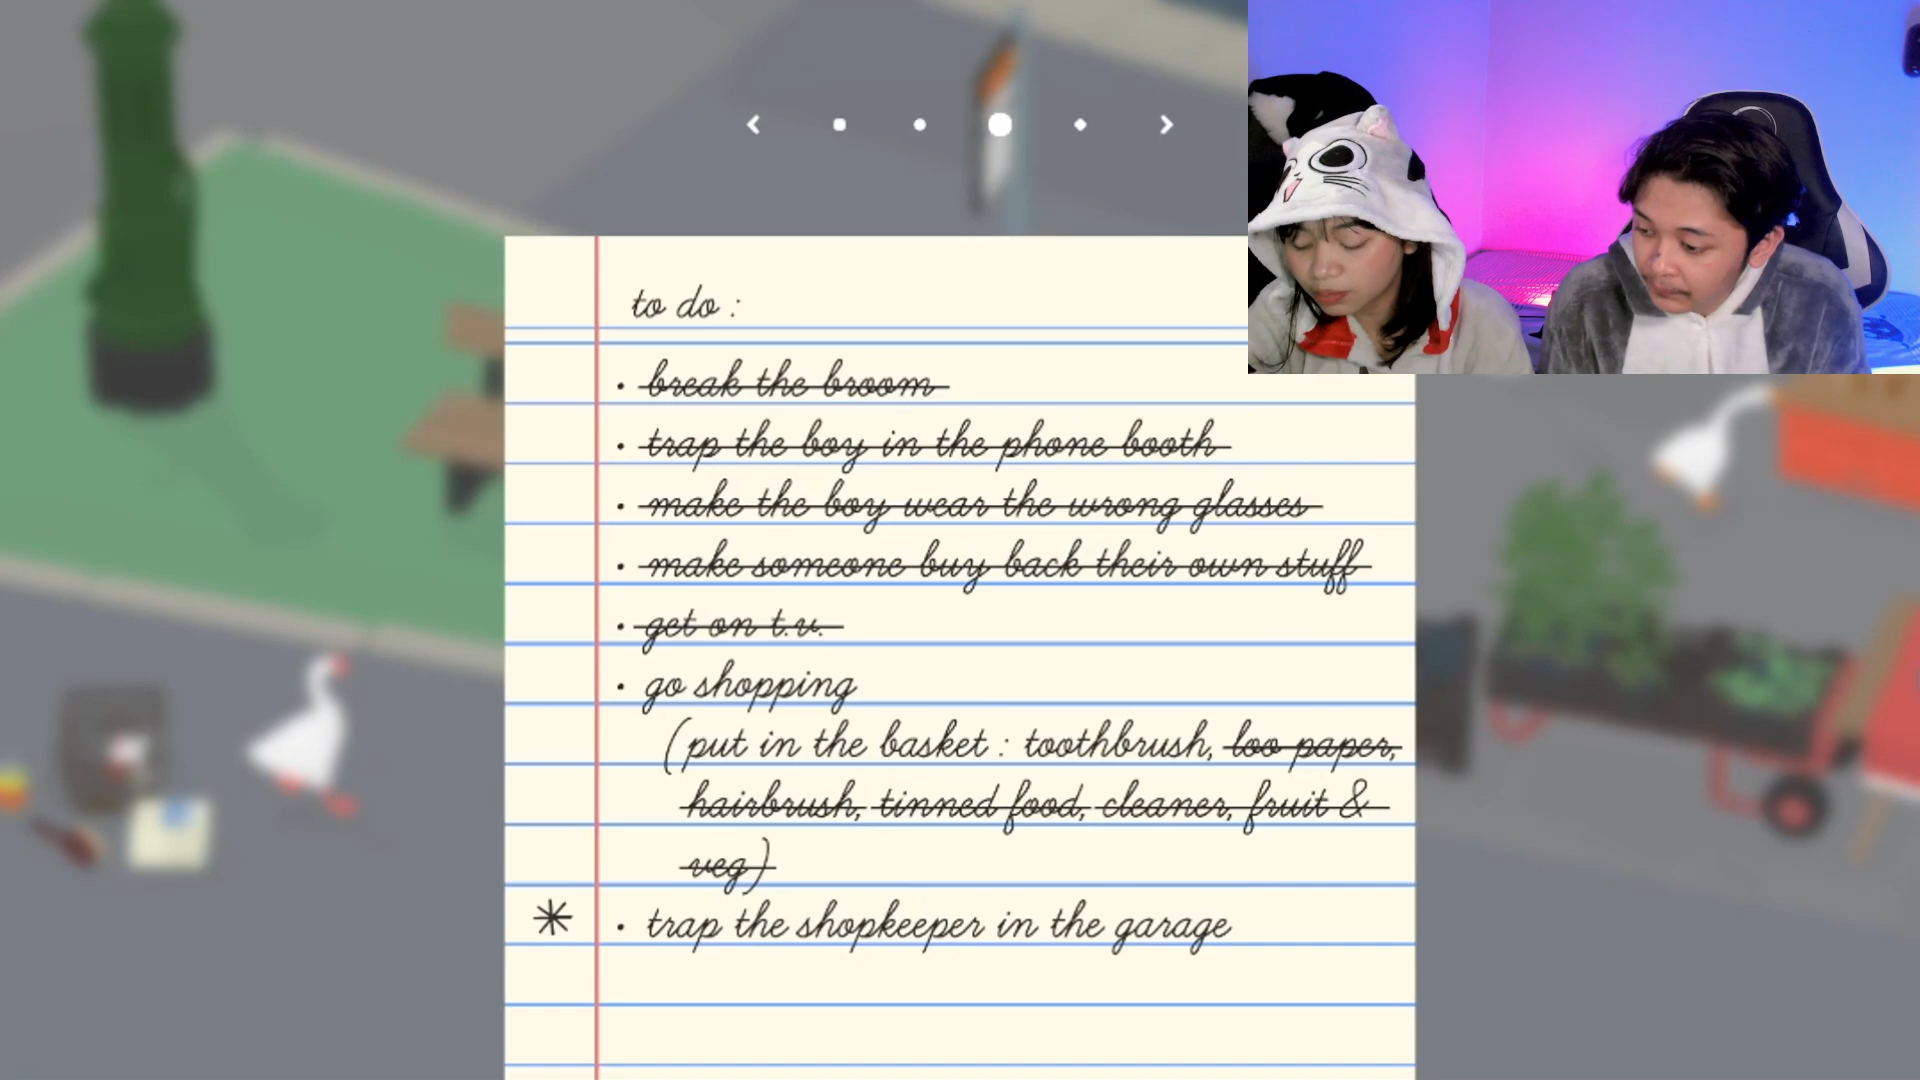 to do :
• break the broom
• trap the boy in the phone booth
• make the boy wear the wrong glasses
• make someone buy back their own stuff
• get on t.v.
• go shopping
(put in the basket : toothbrush, loo paper,
hairbrush, tinned food, cleaner, fruit &
veg)
* • trap the shopkeeper in the garage